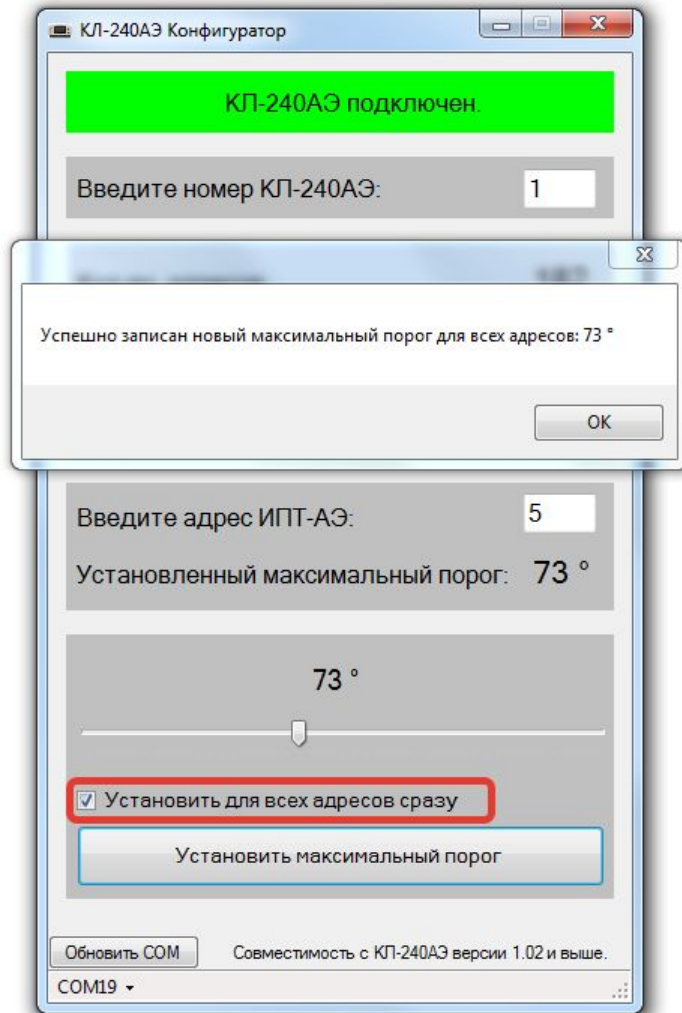 КЛ-240АЭ Конфигуратор
КЛ-240АЭ подключен.
Введите номер КЛ-240АЭ: 1
Успешно записан новый максимальный порог для всех адресов: 73 °
OK
Введите адрес ИПТ-АЭ: 5
Установленный максимальный порог: 73 °
73 °
Установить для всех адресов сразу
Установить максимальный порог
Обновить COM Совместимость с КЛ-240АЭ версии 1.02 и выше.
COM19